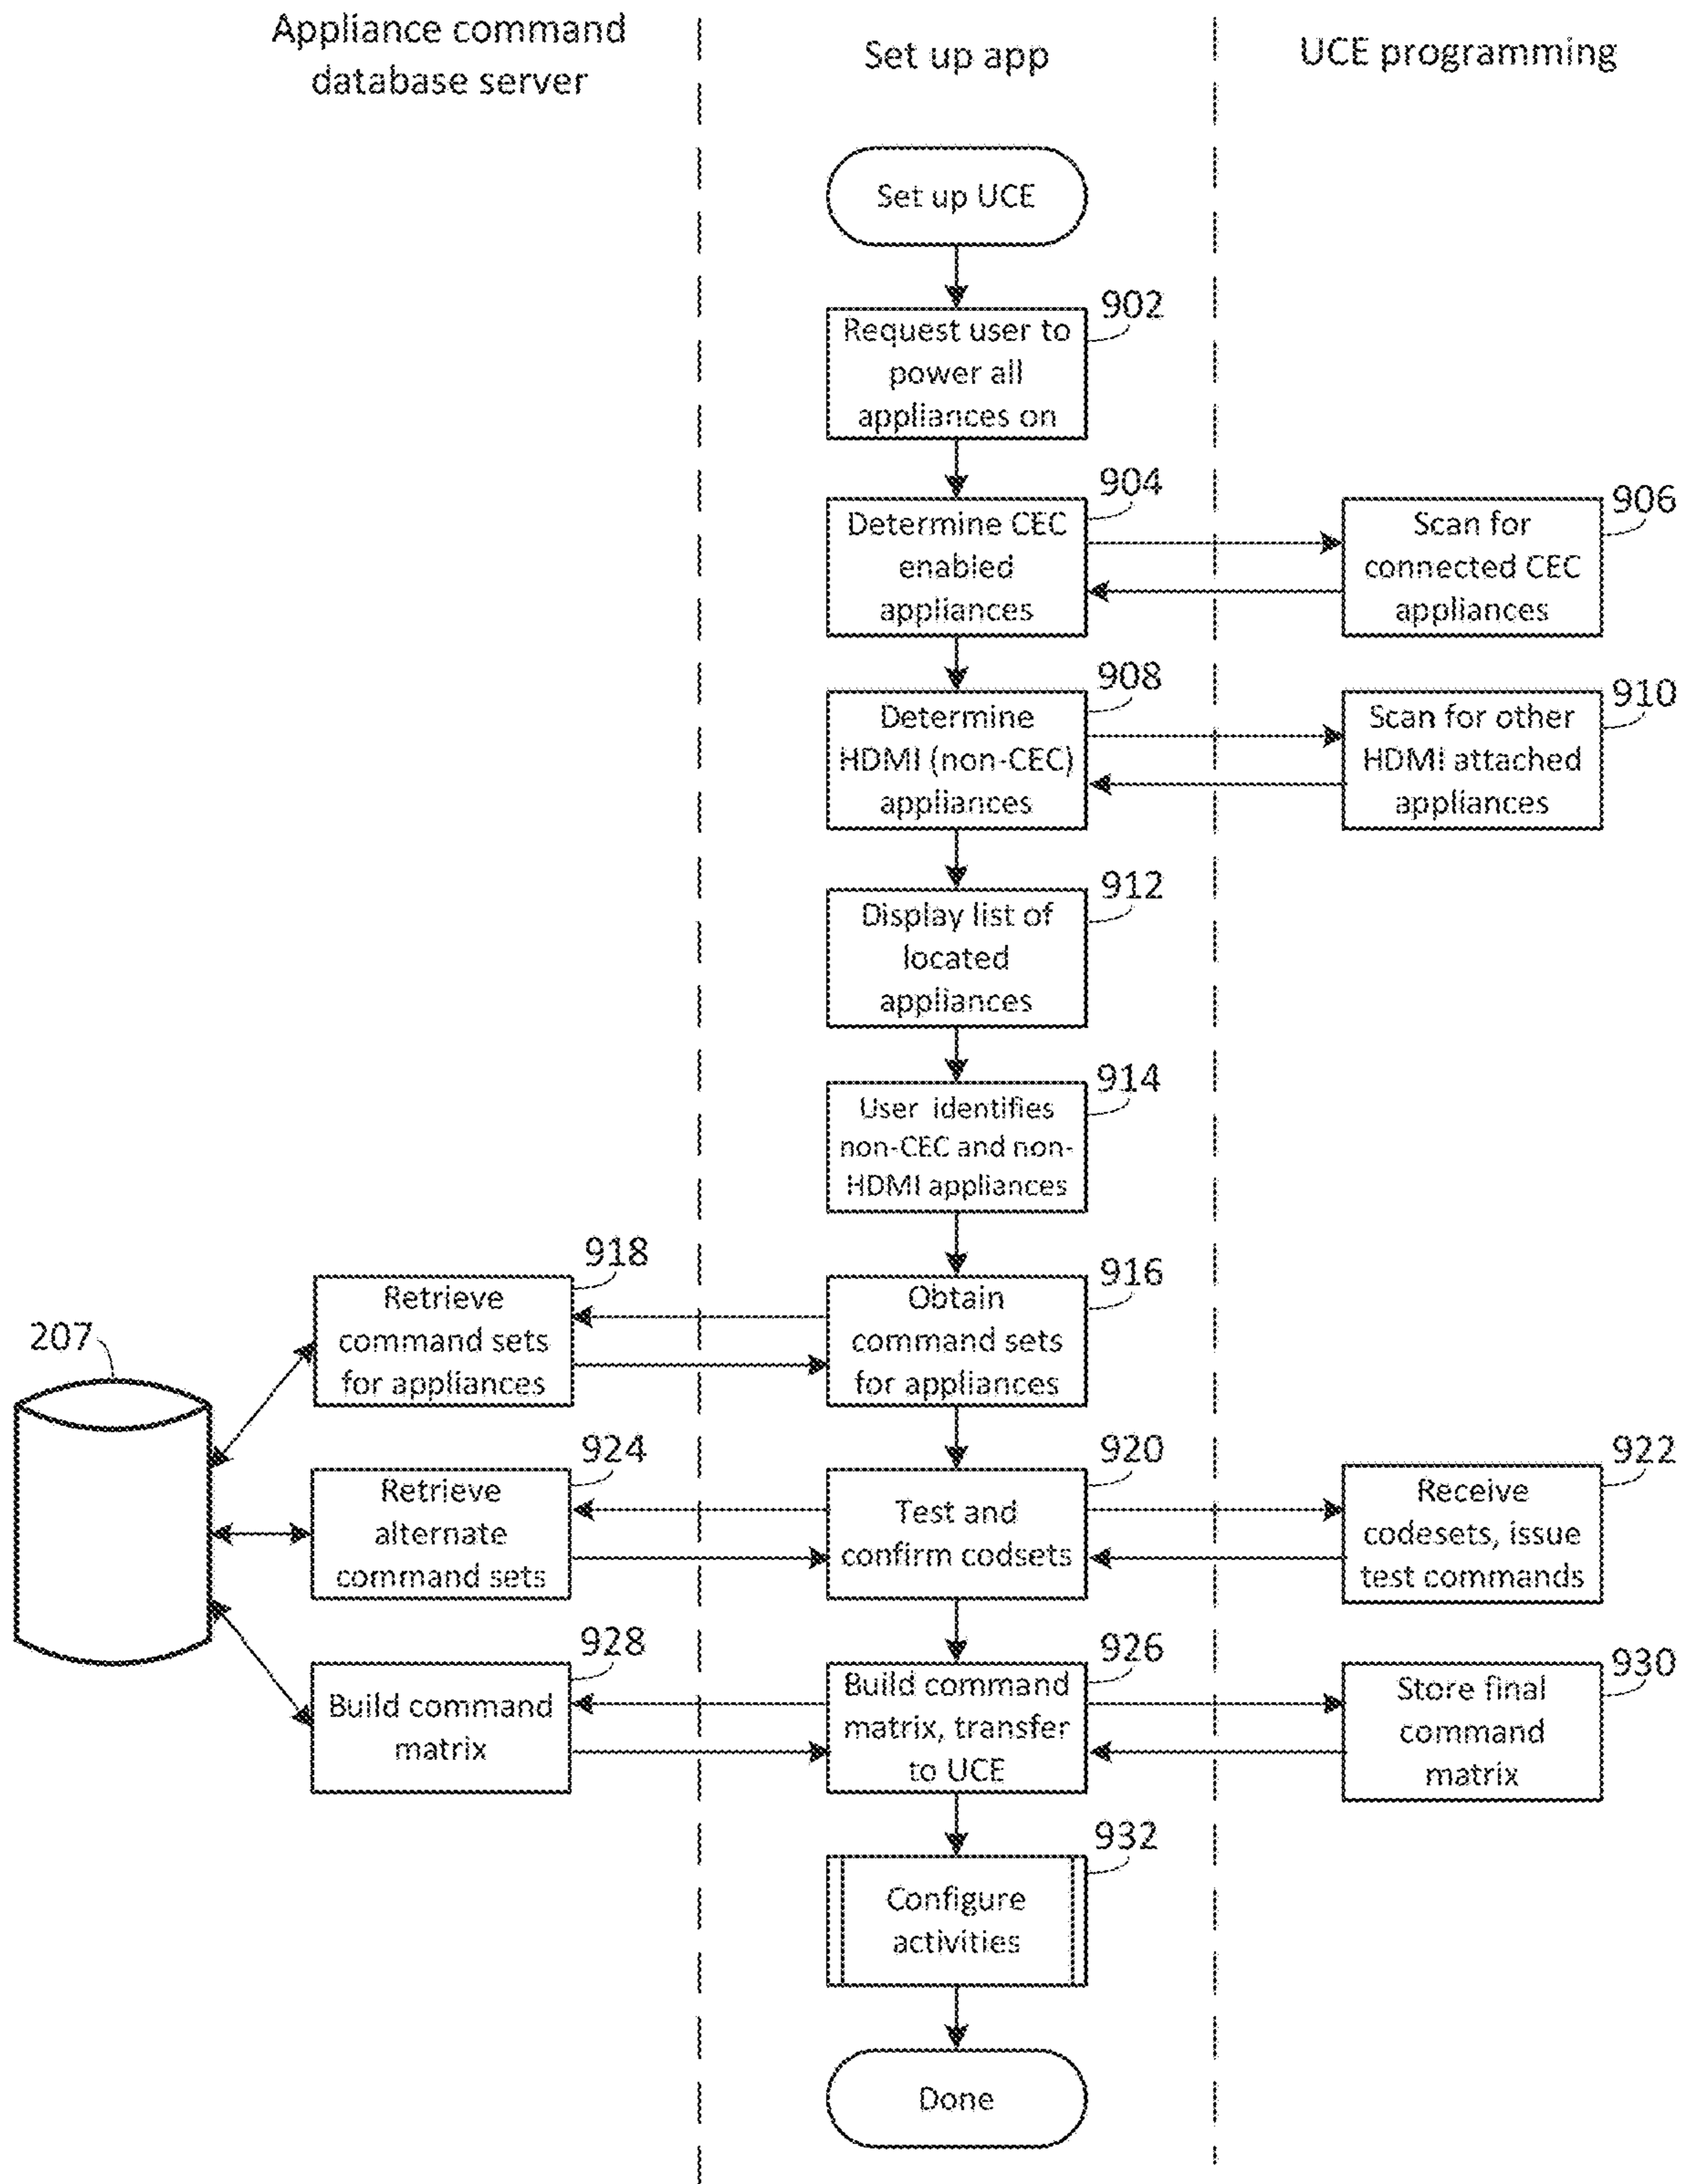 Appliance command
database server
Set up app
UCE programming
Set up UCE
902
Request user to
power all
appliances on
904
Determine CEC
enabled
appliances
906
Scan for
connected CEC
appliances
908
Determine
HDMI (non-CEC)
appliances
910
Scan for other
HDMI attached
appliances
912
Display list of
located
appliances
914
User identifies
non-CEC and non-
HDMI appliances
918
Retrieve
command sets
for appliances
916
Obtain
command sets
for appliances
207
924
Retrieve
alternate
command sets
920
Test and
confirm codsets
922
Receive
codesets, issue
test commands
928
Build command
matrix
926
Build command
matrix, transfer
to UCE
930
Store final
command
matrix
932
Configure
activities
Done